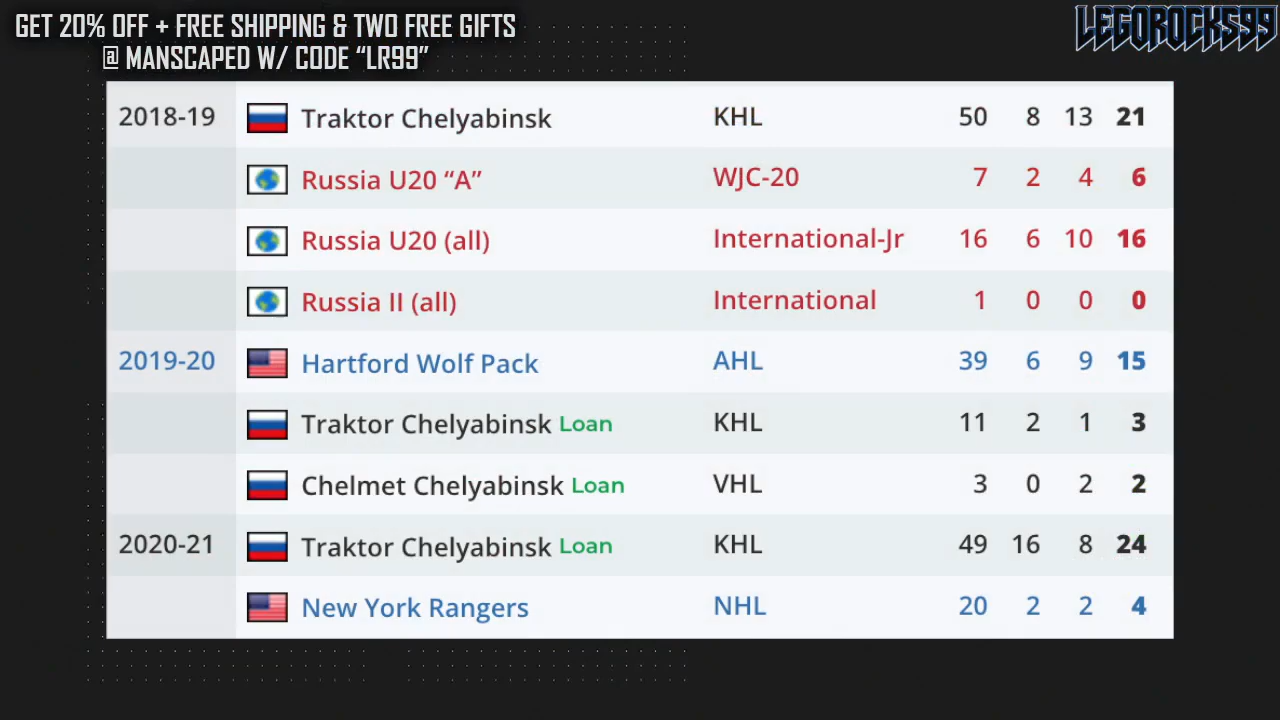 GET 20% OFF + FREE SHIPPING & TWO FREE GIFTS
@ MANSCAPED W/ CODE “LR99”
LEGOROCKS99
2018-19 Traktor Chelyabinsk KHL 50 8 13 21
Russia U20 “A” WJC-20 7 2 4 6
Russia U20 (all) International-Jr 16 6 10 16
Russia II (all) International 1 0 0 0
2019-20 Hartford Wolf Pack AHL 39 6 9 15
Traktor Chelyabinsk Loan KHL 11 2 1 3
Chelmet Chelyabinsk Loan VHL 3 0 2 2
2020-21 Traktor Chelyabinsk Loan KHL 49 16 8 24
New York Rangers NHL 20 2 2 4